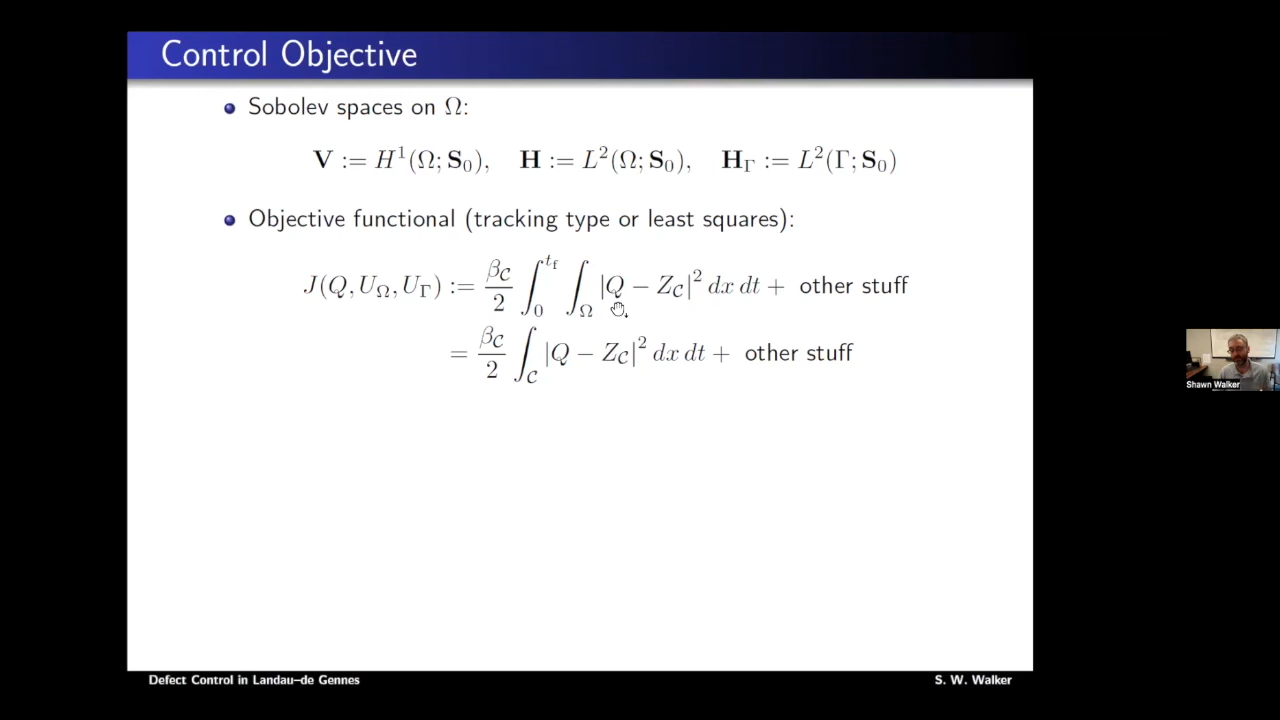 Control Objective
Sobolev spaces on Ω:
V := H¹(Ω; S₀), H := L²(Ω; S₀), H_Γ := L²(Γ; S₀)
Objective functional (tracking type or least squares):
J(Q, U_Ω, U_Γ) := β_𝒞/2 ∫₀^{t_f} ∫_Ω |Q − Z_𝒞|² dx dt + other stuff
= β_𝒞/2 ∫_𝒞 |Q − Z_𝒞|² dx dt + other stuff
Shawn Walker
Defect Control in Landau–de Gennes S. W. Walker